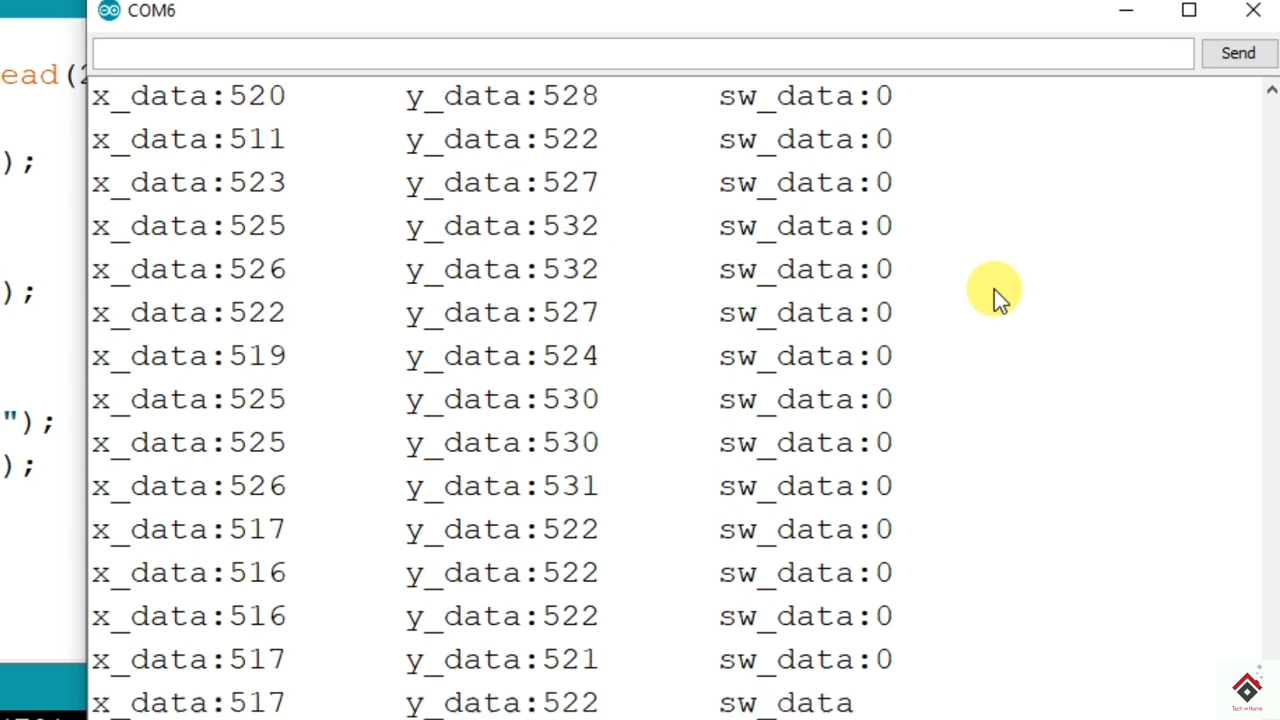 COM6
Send
ead(
x_data:520 y_data:528 sw_data:0
x_data:511 y_data:522 sw_data:0
);
x_data:523 y_data:527 sw_data:0
x_data:525 y_data:532 sw_data:0
x_data:526 y_data:532 sw_data:0
);
x_data:522 y_data:527 sw_data:0
x_data:519 y_data:524 sw_data:0
x_data:525 y_data:530 sw_data:0
");
x_data:525 y_data:530 sw_data:0
);
x_data:526 y_data:531 sw_data:0
x_data:517 y_data:522 sw_data:0
x_data:516 y_data:522 sw_data:0
x_data:516 y_data:522 sw_data:0
x_data:517 y_data:521 sw_data:0
x_data:517 y_data:522 sw_data
Tech at Home